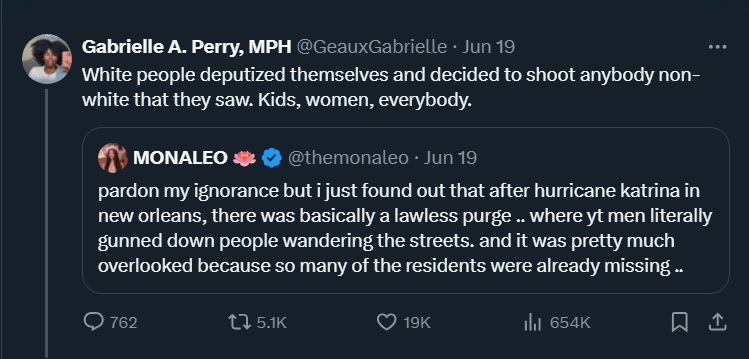 Gabrielle A. Perry, MPH @GeauxGabrielle · Jun 19
White people deputized themselves and decided to shoot anybody non-
white that they saw. Kids, women, everybody.
MONALEO 🪷 @themonaleo · Jun 19
pardon my ignorance but i just found out that after hurricane katrina in
new orleans, there was basically a lawless purge .. where yt men literally
gunned down people wandering the streets. and it was pretty much
overlooked because so many of the residents were already missing ..
762 5.1K 19K 654K